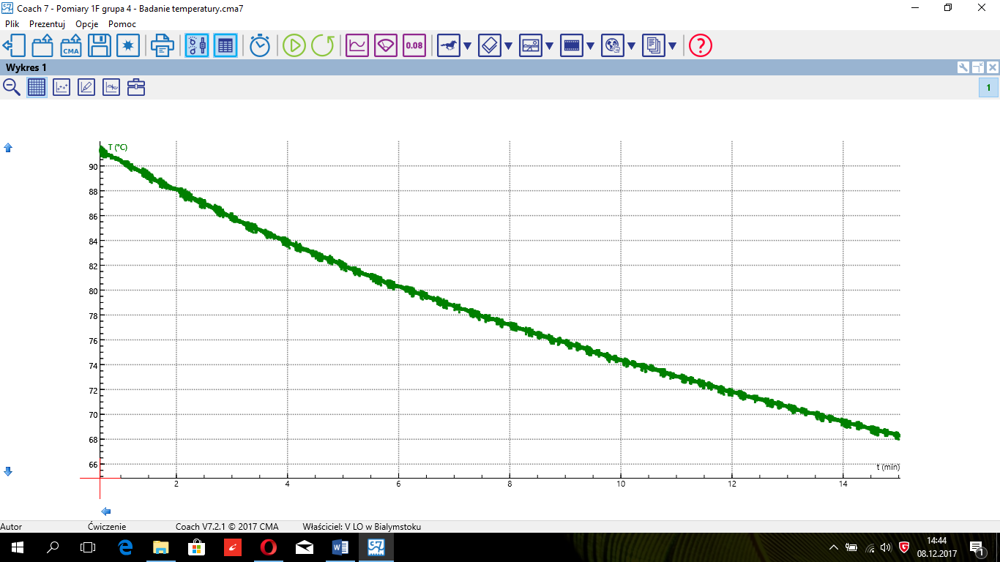 Coach 7 - Pomiary 1F grupa 4 - Badanie temperatury.cma7
Plik Prezentuj Opcje Pomoc
CMA 0.08 ?
Wykres 1
1
T (°C)
90
88
86
84
82
80
78
76
74
72
70
68
66
t (min)
2 4 6 8 10 12 14
Autor Ćwiczenie Coach V7.2.1 © 2017 CMA Właściciel: V LO w Bialymstoku
14:44
08.12.2017
1